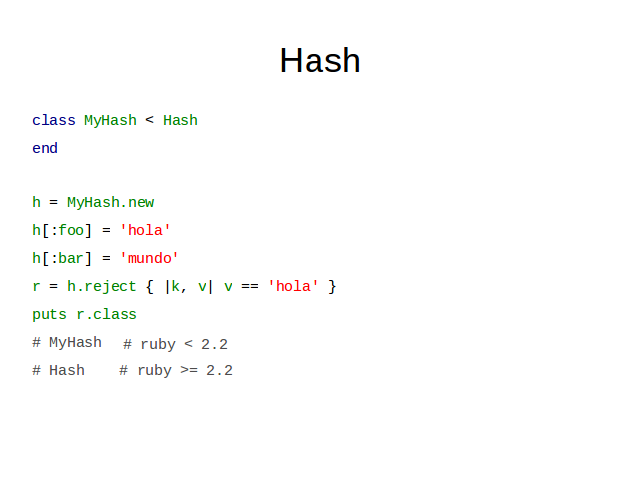 Hash
class MyHash < Hash
end
h = MyHash.new
h[:foo] = 'hola'
h[:bar] = 'mundo'
r = h.reject { |k, v| v == 'hola' }
puts r.class
# MyHash # ruby < 2.2
# Hash # ruby >= 2.2